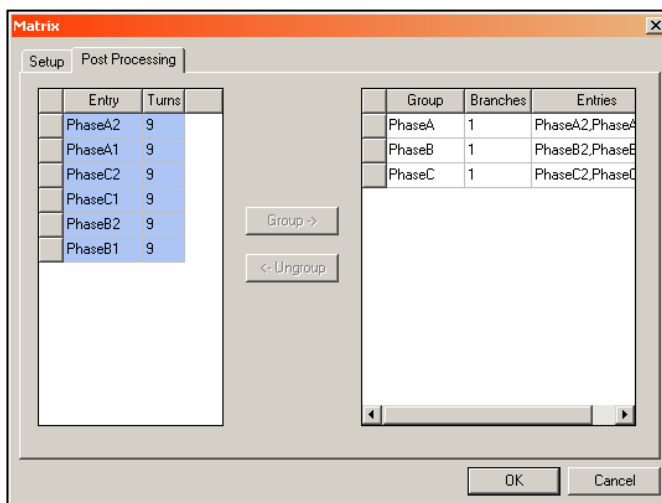 Matrix
Setup Post Processing
Entry Turns
PhaseA2 9
PhaseA1 9
PhaseC2 9
PhaseC1 9
PhaseB2 9
PhaseB1 9
Group ->
<- Ungroup
Group Branches Entries
PhaseA 1 PhaseA2,PhaseA
PhaseB 1 PhaseB2,PhaseB
PhaseC 1 PhaseC2,PhaseC
OK Cancel